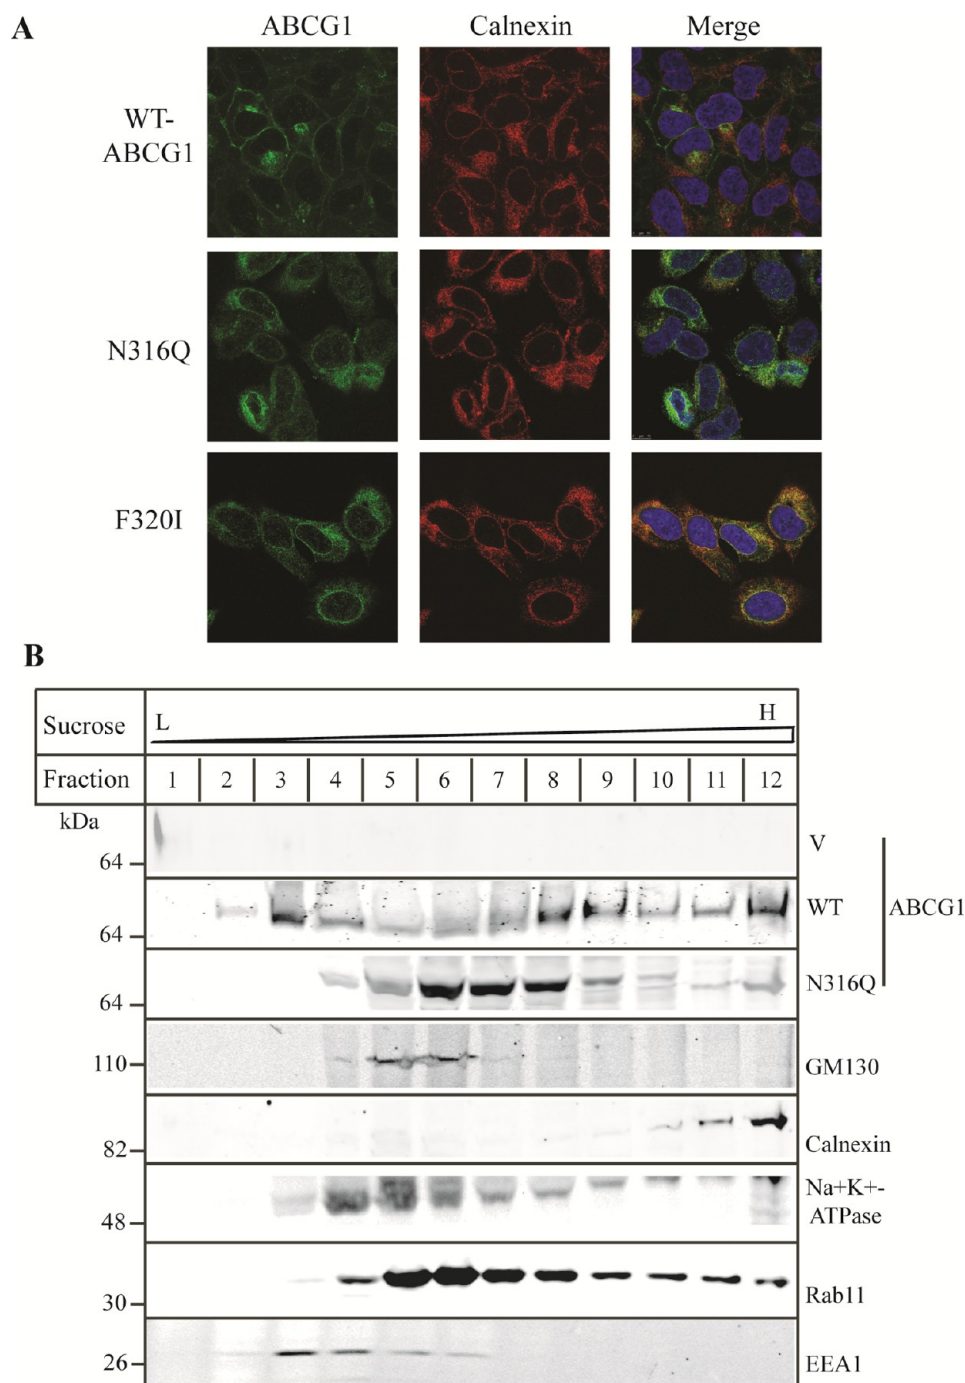 A
ABCG1 Calnexin Merge
WT-
ABCG1
N316Q
F320I
B
Sucrose L H
Fraction 1 2 3 4 5 6 7 8 9 10 11 12
kDa
V
64
WT
ABCG1
64
N316Q
64
110
GM130
Calnexin
82
Na+K+-
ATPase
48
Rab11
30
26
EEA1